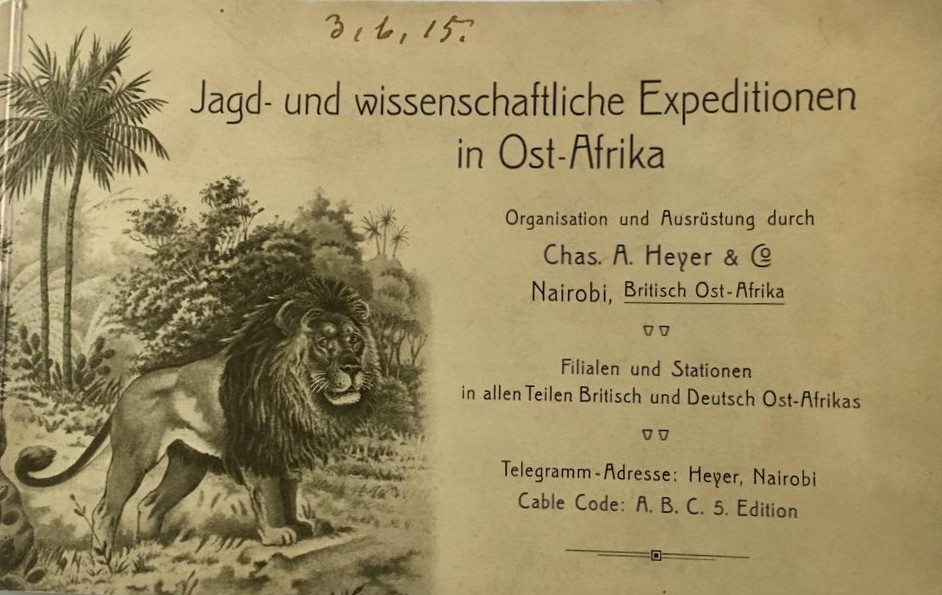 3, 6, 15.
Jagd- und wissenschaftliche Expeditionen
in Ost-Afrika
Organisation und Ausrüstung durch
Chas. A. Heyer & Co
Nairobi, Britisch Ost-Afrika
Filialen und Stationen
in allen Teilen Britisch und Deutsch Ost-Afrikas
Telegramm-Adresse: Heyer, Nairobi
Cable Code: A. B. C. 5. Edition